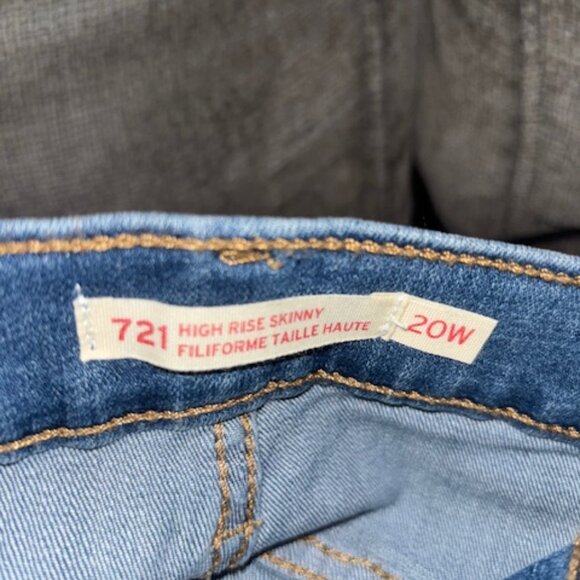 721 HIGH RISE SKINNY 20W
FILIFORME TAILLE HAUTE